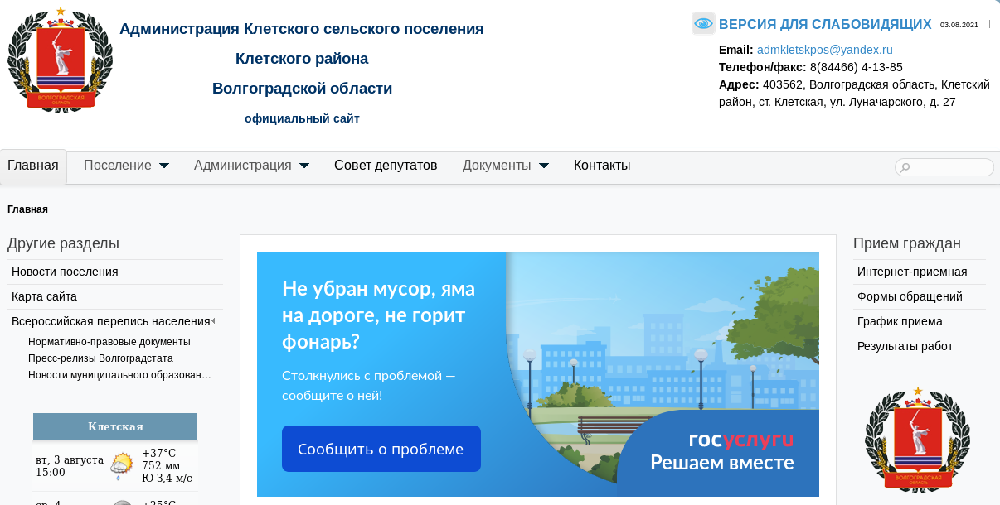 Администрация Клетского сельского поселения
Клетского района
Волгоградской области
официальный сайт
ВЕРСИЯ ДЛЯ СЛАБОВИДЯЩИХ
03.08.2021
Email: admkletskpos@yandex.ru
Телефон/факс: 8(84466) 4-13-85
Адрес: 403562, Волгоградская область, Клетский
район, ст. Клетская, ул. Луначарского, д. 27
ВОЛГОГРАДСКАЯ
ОБЛАСТЬ
Главная
Поселение
Администрация
Совет депутатов
Документы
Контакты
Главная
Другие разделы
Новости поселения
Карта сайта
Всероссийская перепись населения
Нормативно-правовые документы
Пресс-релизы Волгоградстата
Новости муниципального образован…
Клетская
вт, 3 августа
15:00
+37°C
752 мм
Ю-З,4 м/с
ср, 4
+25°C
Не убран мусор, яма
на дороге, не горит
фонарь?
Столкнулись с проблемой —
сообщите о ней!
Сообщить о проблеме
госуслуги
Решаем вместе
Прием граждан
Интернет-приемная
Формы обращений
График приема
Результаты работ
ВОЛГОГРАДСКАЯ
ОБЛАСТЬ